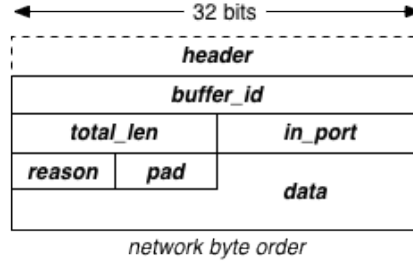 32 bits
header
buffer_id
total_len in_port
reason pad
data
network byte order